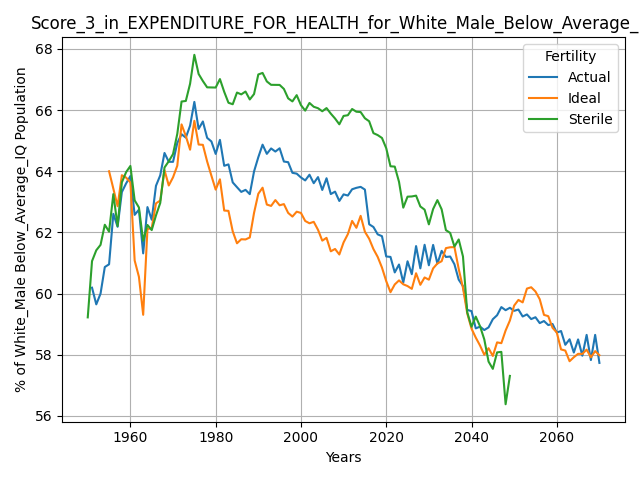 Score_3_in_EXPENDITURE_FOR_HEALTH_for_White_Male_Below_Average_
Fertility
Actual
Ideal
Sterile
% of White_Male Below_Average_IQ Population
68
66
64
62
60
58
56
1960 1980 2000 2020 2040 2060
Years